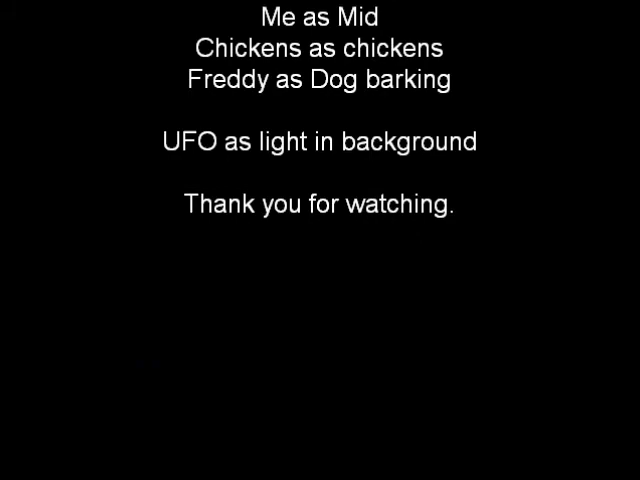 Me as Mid
Chickens as chickens
Freddy as Dog barking
UFO as light in background
Thank you for watching.